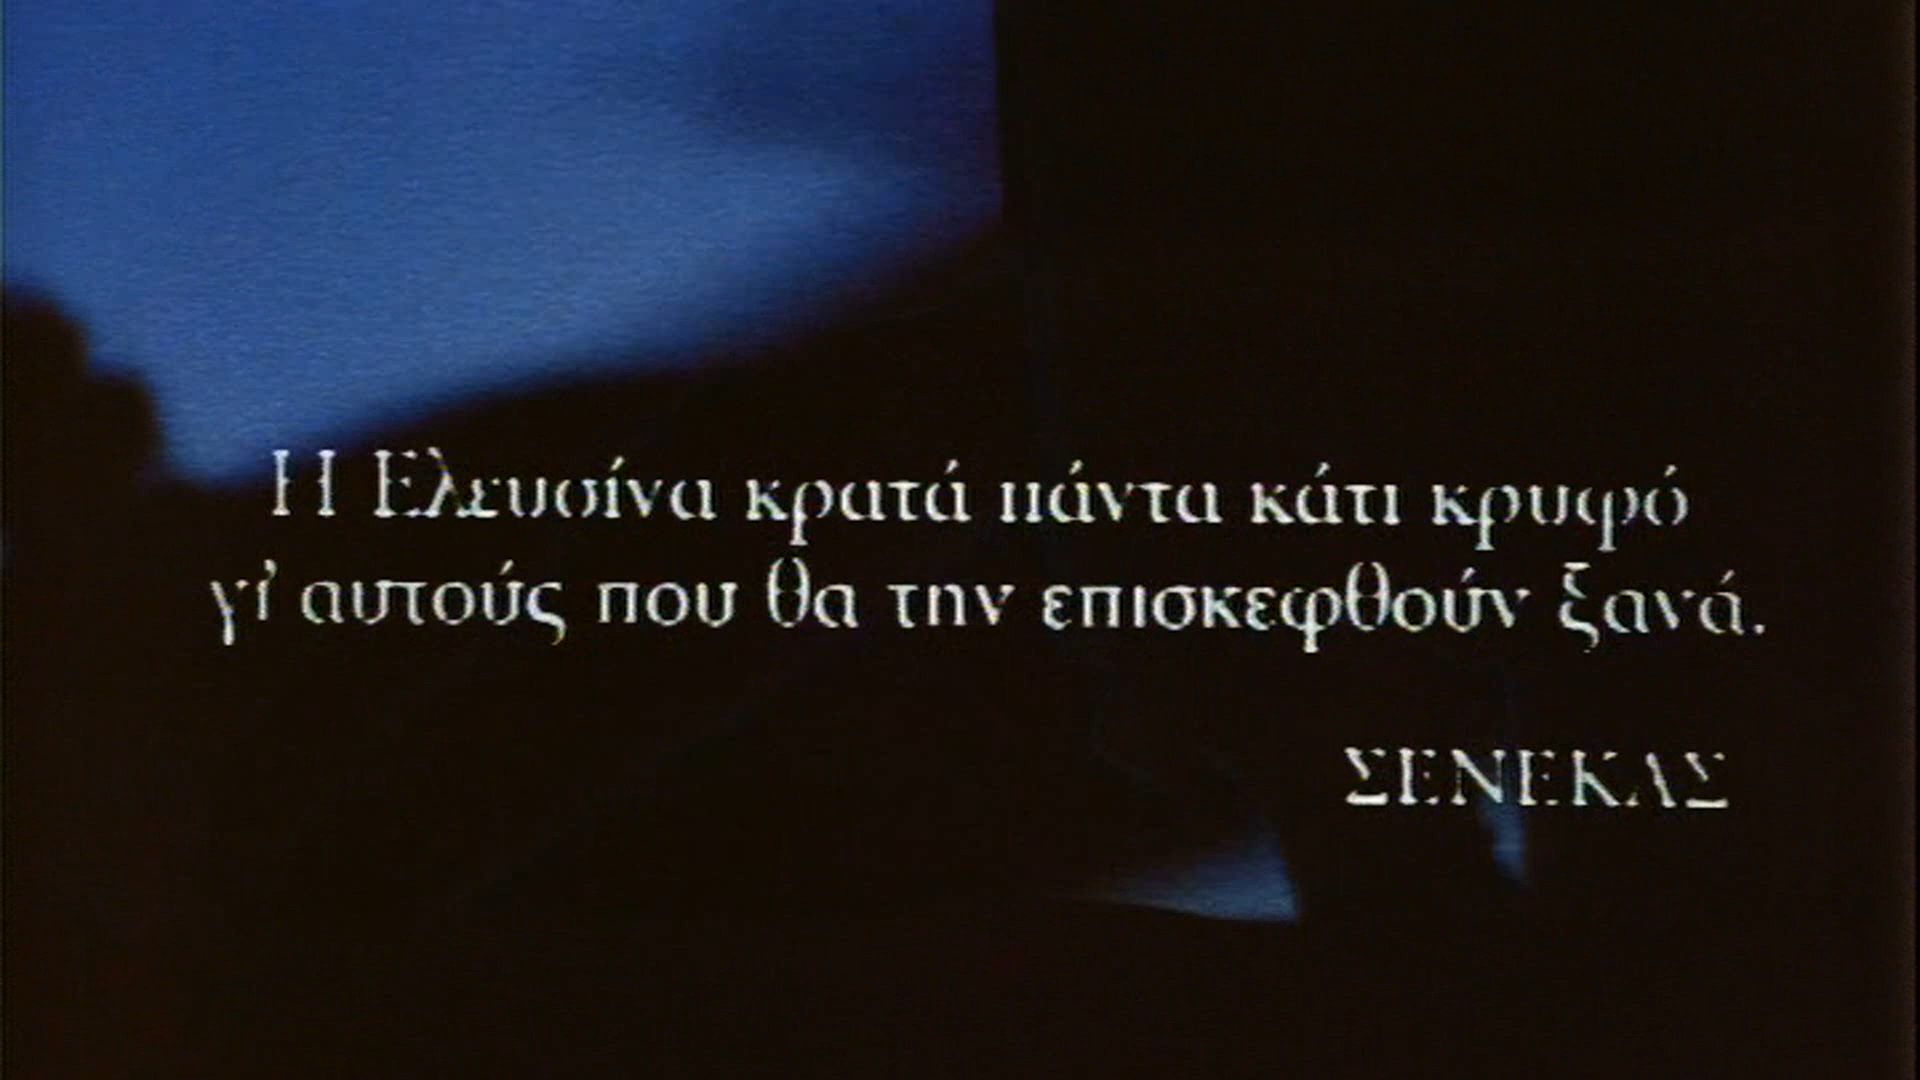 Η Ελευσίνα κρατά πάντα κάτι κρυφό
γι' αυτούς που θα την επισκεφθούν ξανά.
ΣΕΝΕΚΑΣ